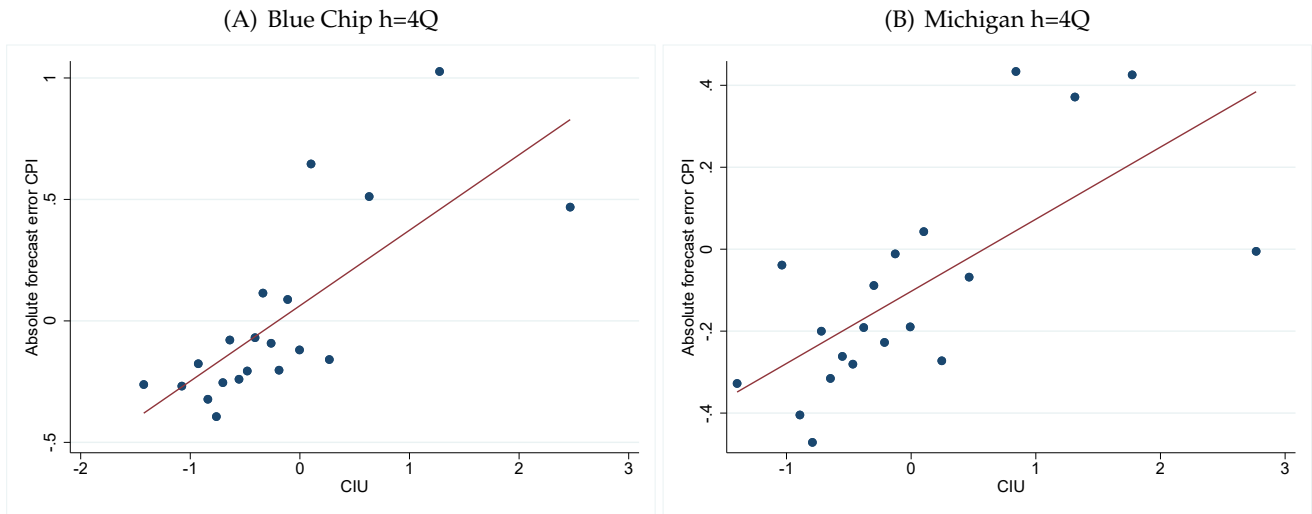 (A) Blue Chip h=4Q
Absolute forecast error CPI
1
.5
0
-.5
-2 -1 0 1 2 3
CIU
(B) Michigan h=4Q
Absolute forecast error CPI
.4
.2
0
-.2
-.4
-1 0 1 2 3
CIU